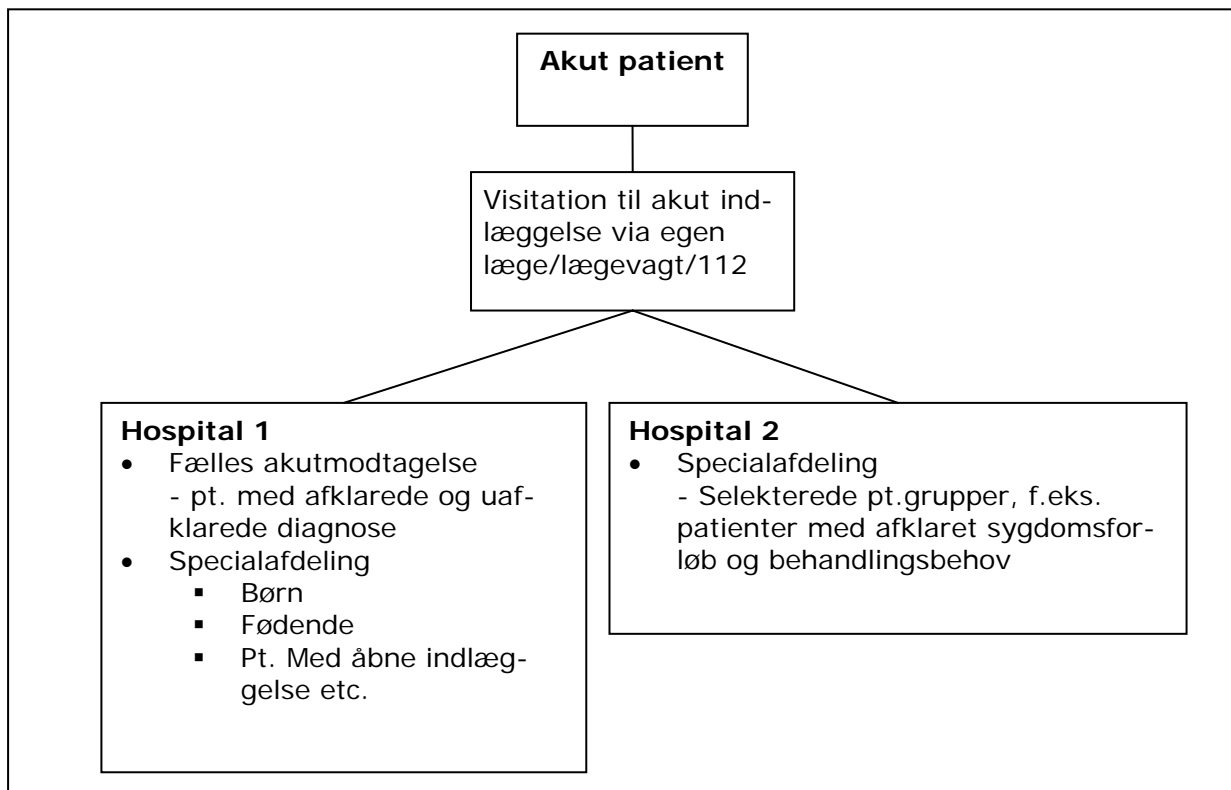 Akut patient
Visitation til akut ind-
læggelse via egen
læge/lægevagt/112
Hospital 1
• Fælles akutmodtagelse
- pt. med afklarede og uaf-
klarede diagnose
• Specialafdeling
▪ Børn
▪ Fødende
▪ Pt. Med åbne indlæg-
gelse etc.
Hospital 2
• Specialafdeling
- Selekterede pt.grupper, f.eks.
patienter med afklaret sygdomsfor-
løb og behandlingsbehov